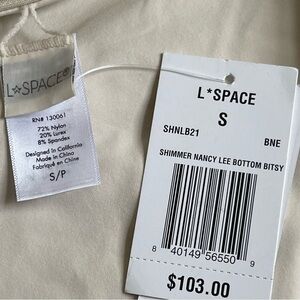 L*SPACE®
RN# 130061
72% Nylon
20% Lurex
8% Spandex
Designed in California
Made in China
Fabriqué en Chine
S/P
L*SPACE
S
SHNLB21 BNE
SHIMMER NANCY LEE BOTTOM BITSY
8 40149 56550 9
$103.00